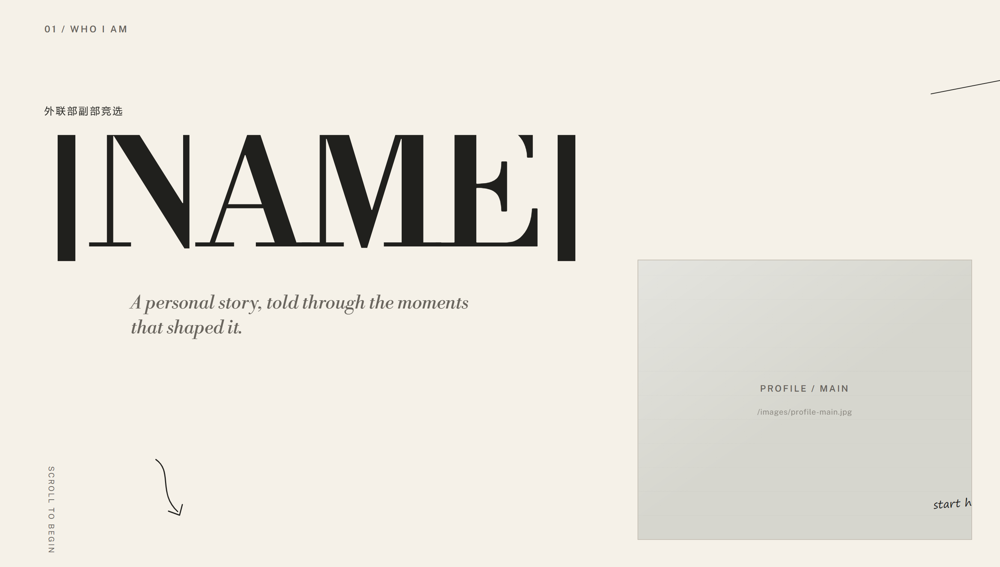 01 / WHO I AM
外联部副部竞选
[NAME]
A personal story, told through the moments
that shaped it.
PROFILE / MAIN
/images/profile-main.jpg
start h
SCROLL TO BEGIN